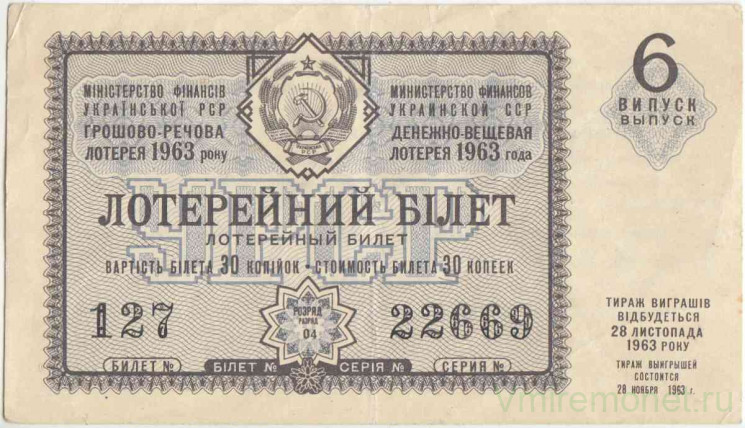 МІНІСТЕРСТВО ФІНАНСІВ
УКРАЇНСЬКОЇ РСР
ГРОШОВО-РЕЧОВА
ЛОТЕРЕЯ 1963 року
МИНИСТЕРСТВО ФИНАНСОВ
УКРАИНСКОЙ ССР
ДЕНЕЖНО-ВЕЩЕВАЯ
ЛОТЕРЕЯ 1963 года
6
ВИПУСК
ВЫПУСК
УРСР
ЛОТЕРЕЙНИЙ БІЛЕТ
ЛОТЕРЕЙНЫЙ БИЛЕТ
ВАРТІСТЬ БІЛЕТА 30 КОПІЙОК • СТОИМОСТЬ БИЛЕТА 30 КОПЕЕК
127
РОЗРЯД
РАЗРЯД
04
22669
БИЛЕТ № БІЛЕТ № СЕРІЯ № СЕРИЯ №
ТИРАЖ ВИГРАШІВ
ВІДБУДЕТЬСЯ
28 ЛИСТОПАДА
1963 РОКУ
ТИРАЖ ВЫИГРЫШЕЙ
СОСТОИТСЯ
28 НОЯБРЯ 1963 г.
vmiremonet.ru